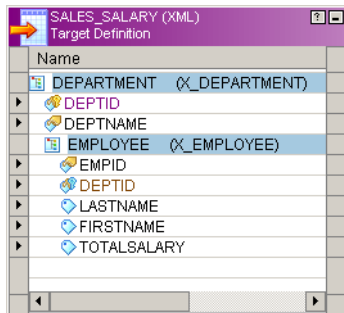 SALES_SALARY (XML)
Target Definition
Name
DEPARTMENT (X_DEPARTMENT)
DEPTID
DEPTNAME
EMPLOYEE (X_EMPLOYEE)
EMPID
DEPTID
LASTNAME
FIRSTNAME
TOTALSALARY